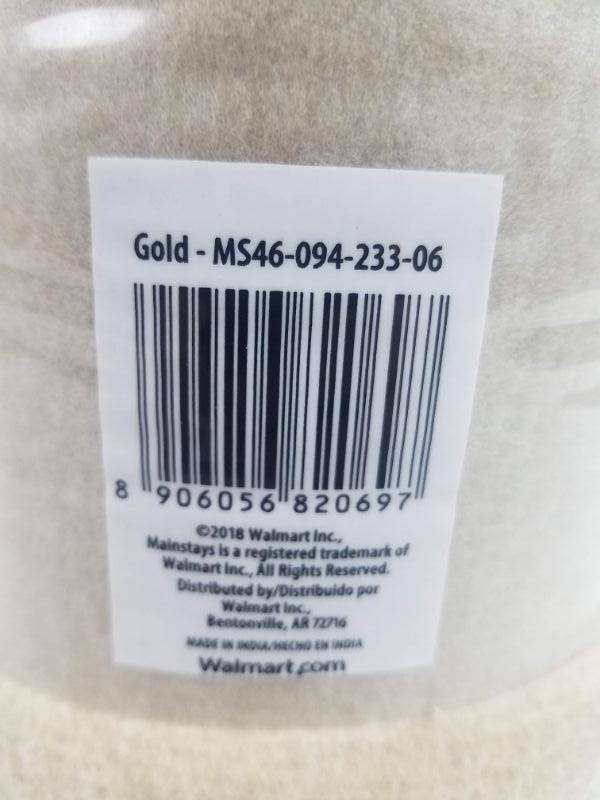 Gold - MS46-094-233-06
8 906056 820697
©2018 Walmart Inc.,
Mainstays is a registered trademark of
Walmart Inc., All Rights Reserved.
Distributed by/Distribuido por
Walmart Inc.,
Bentonville, AR 72716
MADE IN INDIA/HECHO EN INDIA
Walmart.com